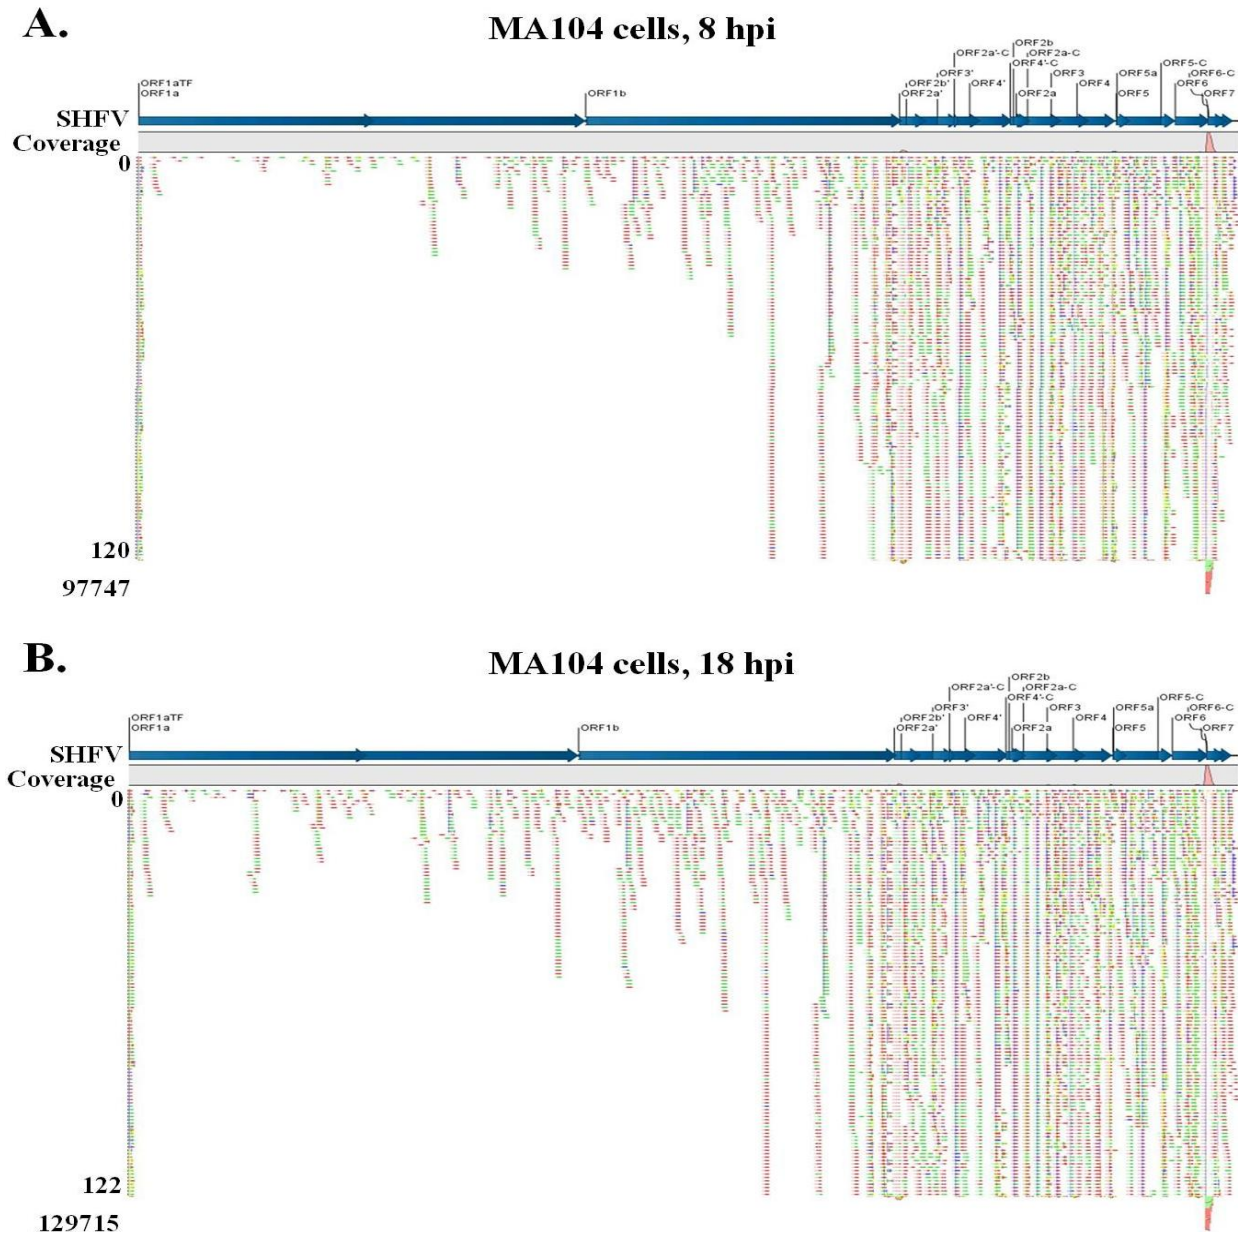 A.
MA104 cells, 8 hpi
ORF2b
ORF2a'-C ORF2a-C
ORF4'-C ORF5-C
ORF3' ORF3 ORF5a ORF6-C
ORF1aTF ORF2b' ORF4' ORF4 ORF6
ORF1a ORF1b ORF2a' ORF2a ORF5 ORF7
SHFV
Coverage
0
120
97747
B.
MA104 cells, 18 hpi
ORF2b
ORF2a'-C ORF2a-C
ORF4'-C ORF5-C
ORF3' ORF3 ORF5a ORF6-C
ORF1aTF ORF2b' ORF4' ORF4 ORF6
ORF1a ORF1b ORF2a' ORF2a ORF5 ORF7
SHFV
Coverage
0
122
129715